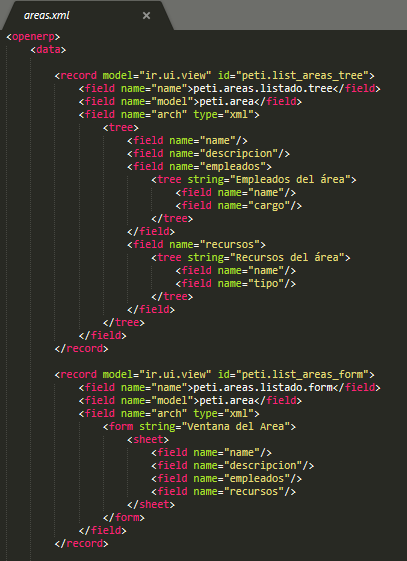 areas.xml ×
<openerp>
<data>
<record model="ir.ui.view" id="peti.list_areas_tree">
<field name="name">peti.areas.listado.tree</field>
<field name="model">peti.area</field>
<field name="arch" type="xml">
<tree>
<field name="name"/>
<field name="descripcion"/>
<field name="empleados">
<tree string="Empleados del área">
<field name="name"/>
<field name="cargo"/>
</tree>
</field>
<field name="recursos">
<tree string="Recursos del área">
<field name="name"/>
<field name="tipo"/>
</tree>
</field>
</tree>
</field>
</record>
<record model="ir.ui.view" id="peti.list_areas_form">
<field name="name">peti.areas.listado.form</field>
<field name="model">peti.area</field>
<field name="arch" type="xml">
<form string="Ventana del Area">
<sheet>
<field name="name"/>
<field name="descripcion"/>
<field name="empleados"/>
<field name="recursos"/>
</sheet>
</form>
</field>
</record>